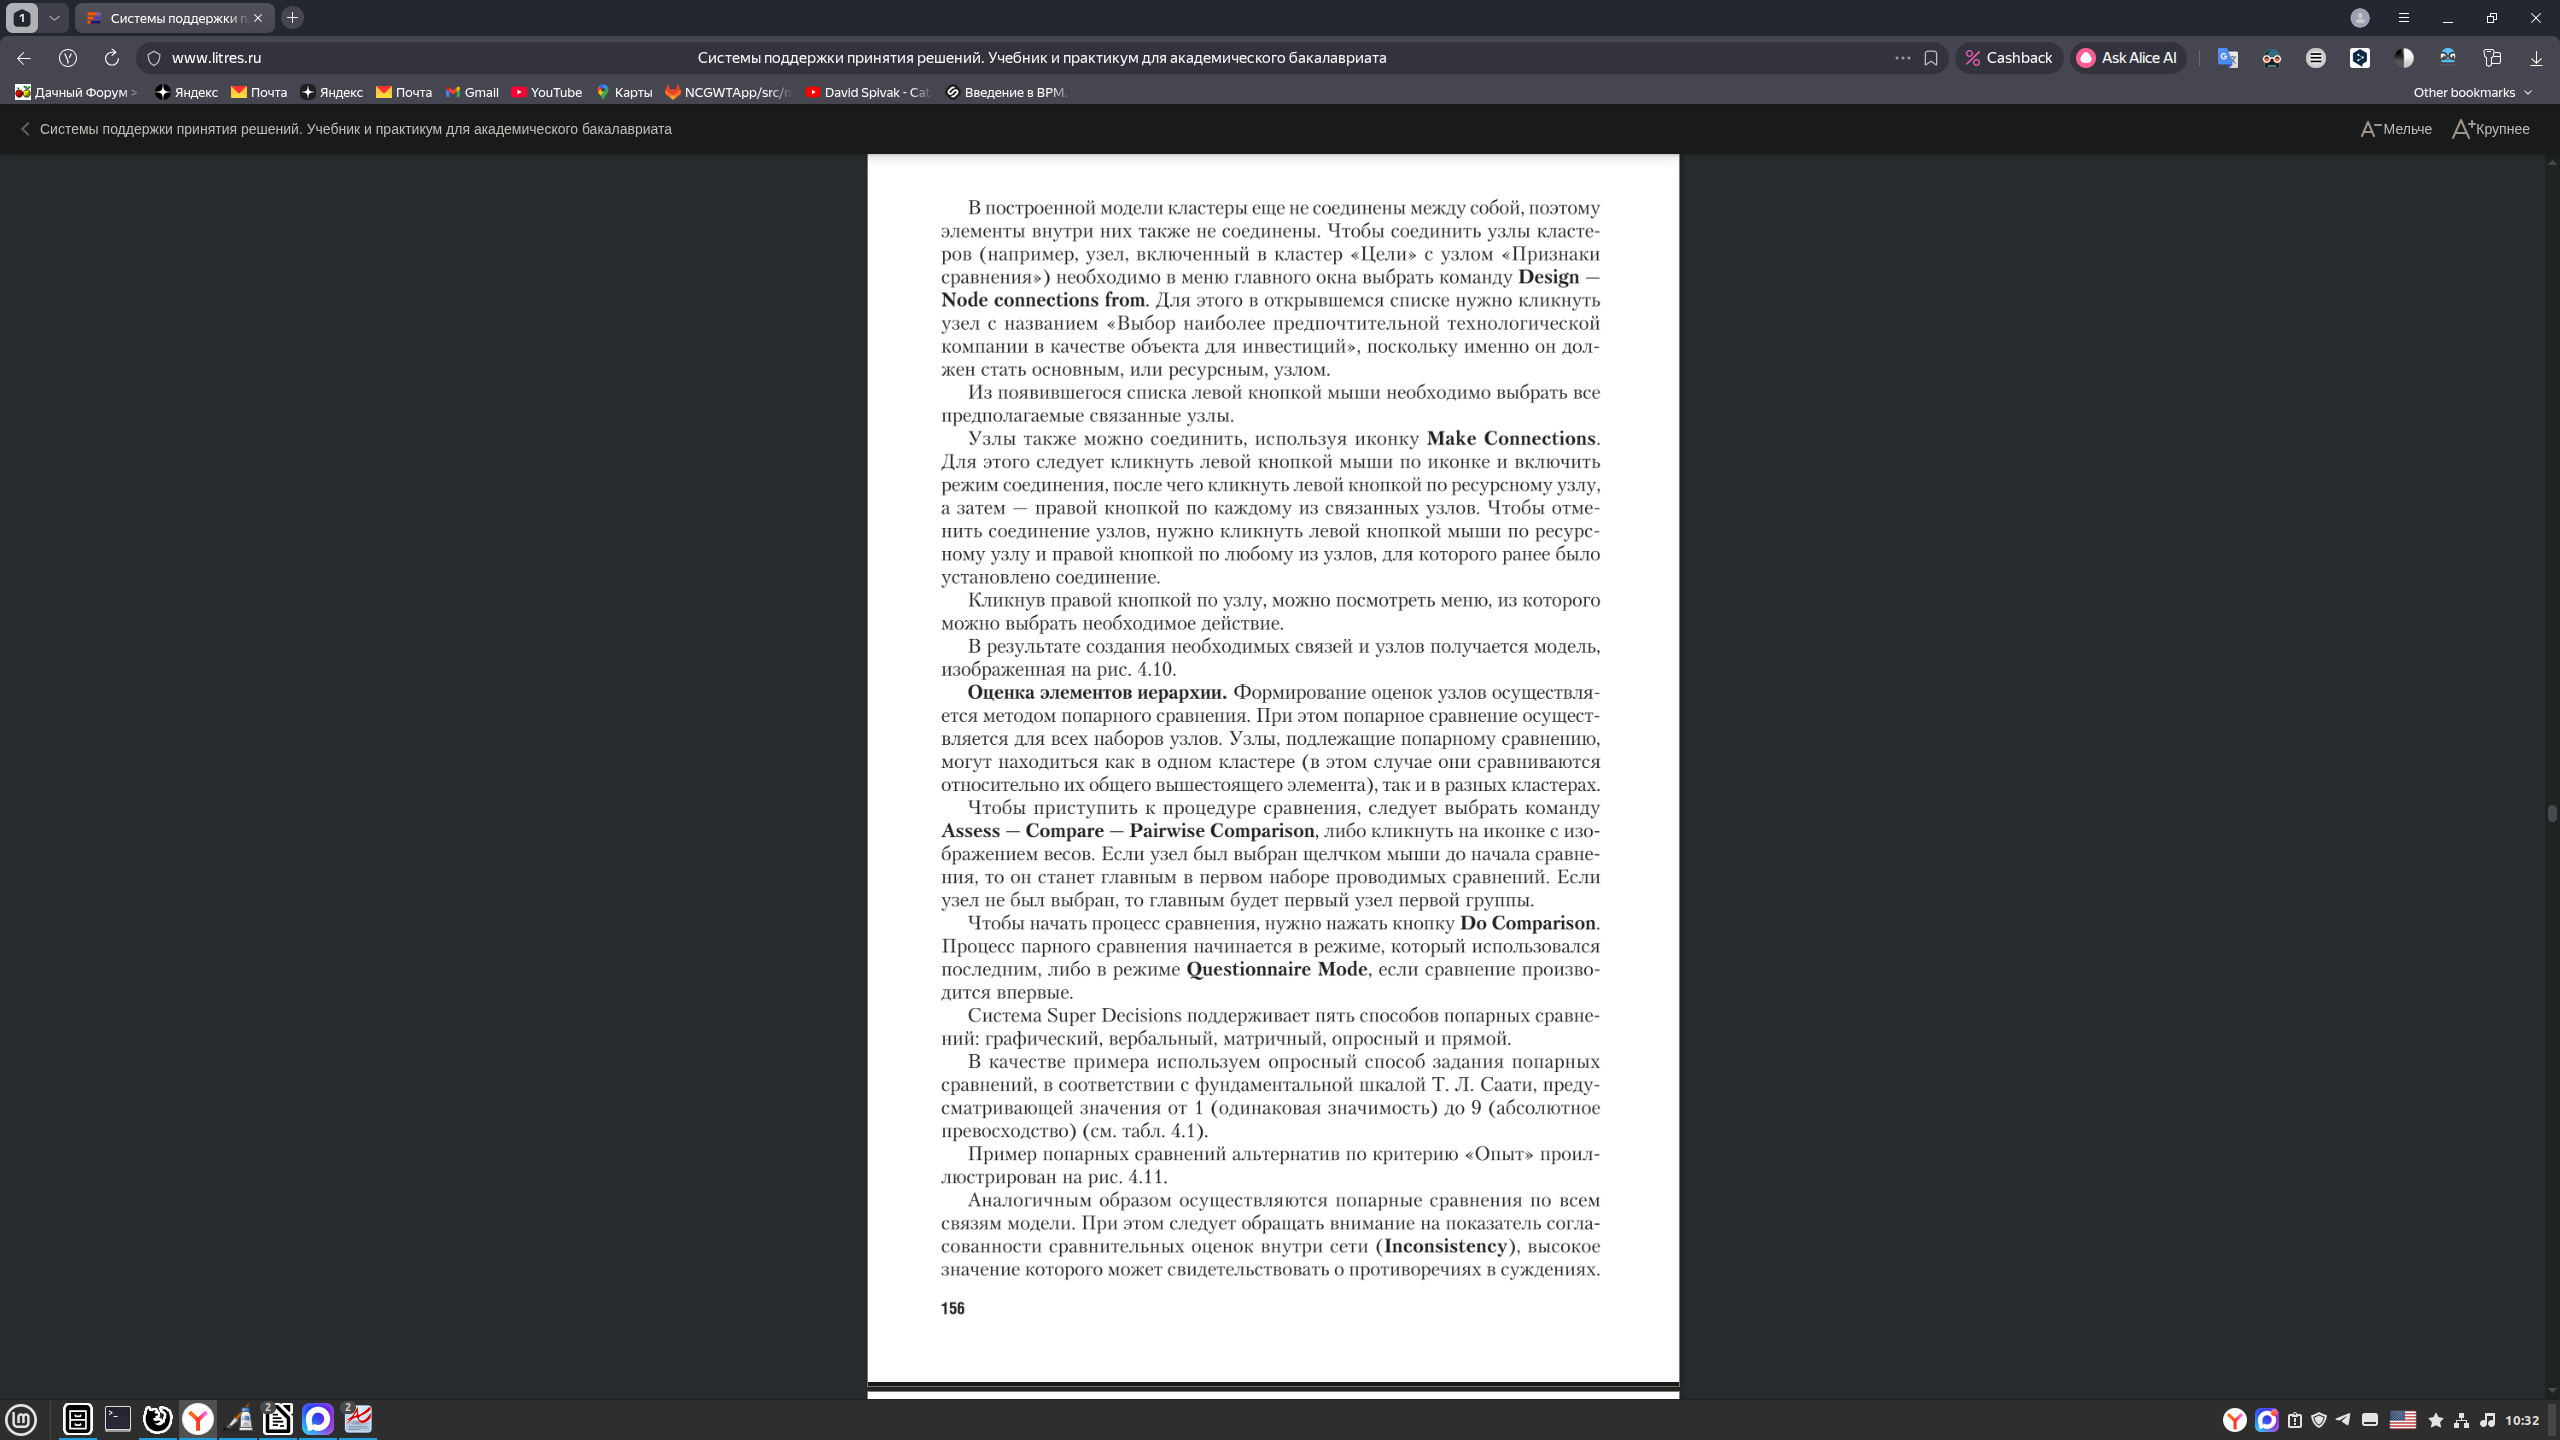 1
Системы поддержки п
www.litres.ru
Системы поддержки принятия решений. Учебник и практикум для академического бакалавриата
Cashback
Ask Alice AI
Дачный Форум >
Яндекс
Почта
Яндекс
Почта
Gmail
YouTube
Карты
NCGWTApp/src/
David Spivak - Cat
Введение в BPM.
Other bookmarks
Системы поддержки принятия решений. Учебник и практикум для академического бакалавриата
A− Мельче
A+ Крупнее
В построенной модели кластеры еще не соединены между собой, поэтому
элементы внутри них также не соединены. Чтобы соединить узлы класте-
ров (например, узел, включенный в кластер «Цели» с узлом «Признаки
сравнения») необходимо в меню главного окна выбрать команду Design —
Node connections from. Для этого в открывшемся списке нужно кликнуть
узел с названием «Выбор наиболее предпочтительной технологической
компании в качестве объекта для инвестиций», поскольку именно он дол-
жен стать основным, или ресурсным, узлом.
Из появившегося списка левой кнопкой мыши необходимо выбрать все
предполагаемые связанные узлы.
Узлы также можно соединить, используя иконку Make Connections.
Для этого следует кликнуть левой кнопкой мыши по иконке и включить
режим соединения, после чего кликнуть левой кнопкой по ресурсному узлу,
а затем — правой кнопкой по каждому из связанных узлов. Чтобы отме-
нить соединение узлов, нужно кликнуть левой кнопкой мыши по ресурс-
ному узлу и правой кнопкой по любому из узлов, для которого ранее было
установлено соединение.
Кликнув правой кнопкой по узлу, можно посмотреть меню, из которого
можно выбрать необходимое действие.
В результате создания необходимых связей и узлов получается модель,
изображенная на рис. 4.10.
Оценка элементов иерархии. Формирование оценок узлов осуществля-
ется методом попарного сравнения. При этом попарное сравнение осущест-
вляется для всех наборов узлов. Узлы, подлежащие попарному сравнению,
могут находиться как в одном кластере (в этом случае они сравниваются
относительно их общего вышестоящего элемента), так и в разных кластерах.
Чтобы приступить к процедуре сравнения, следует выбрать команду
Assess — Compare — Pairwise Comparison, либо кликнуть на иконке с изо-
бражением весов. Если узел был выбран щелчком мыши до начала сравне-
ния, то он станет главным в первом наборе проводимых сравнений. Если
узел не был выбран, то главным будет первый узел первой группы.
Чтобы начать процесс сравнения, нужно нажать кнопку Do Comparison.
Процесс парного сравнения начинается в режиме, который использовался
последним, либо в режиме Questionnaire Mode, если сравнение произво-
дится впервые.
Система Super Decisions поддерживает пять способов попарных сравне-
ний: графический, вербальный, матричный, опросный и прямой.
В качестве примера используем опросный способ задания попарных
сравнений, в соответствии с фундаментальной шкалой Т. Л. Саати, преду-
сматривающей значения от 1 (одинаковая значимость) до 9 (абсолютное
превосходство) (см. табл. 4.1).
Пример попарных сравнений альтернатив по критерию «Опыт» проил-
люстрирован на рис. 4.11.
Аналогичным образом осуществляются попарные сравнения по всем
связям модели. При этом следует обращать внимание на показатель согла-
сованности сравнительных оценок внутри сети (Inconsistency), высокое
значение которого может свидетельствовать о противоречиях в суждениях.
156
2
2
10:32